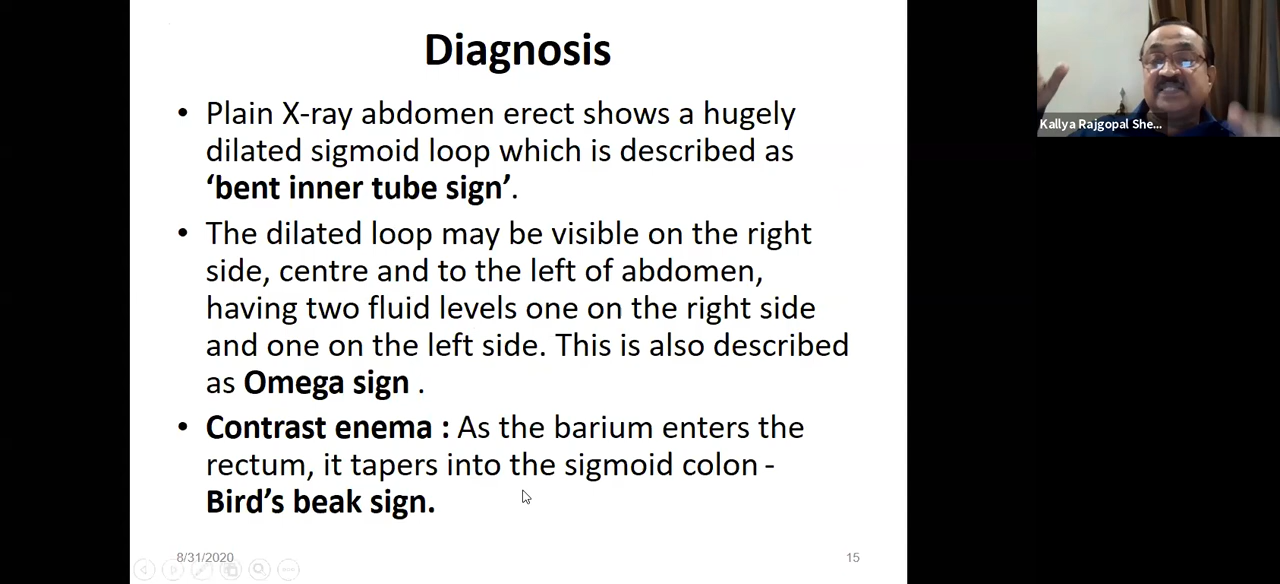 Diagnosis
• Plain X-ray abdomen erect shows a hugely
dilated sigmoid loop which is described as
‘bent inner tube sign’.
• The dilated loop may be visible on the right
side, centre and to the left of abdomen,
having two fluid levels one on the right side
and one on the left side. This is also described
as Omega sign .
• Contrast enema : As the barium enters the
rectum, it tapers into the sigmoid colon -
Bird’s beak sign.
8/31/2020
15
Kallya Rajgopal She...